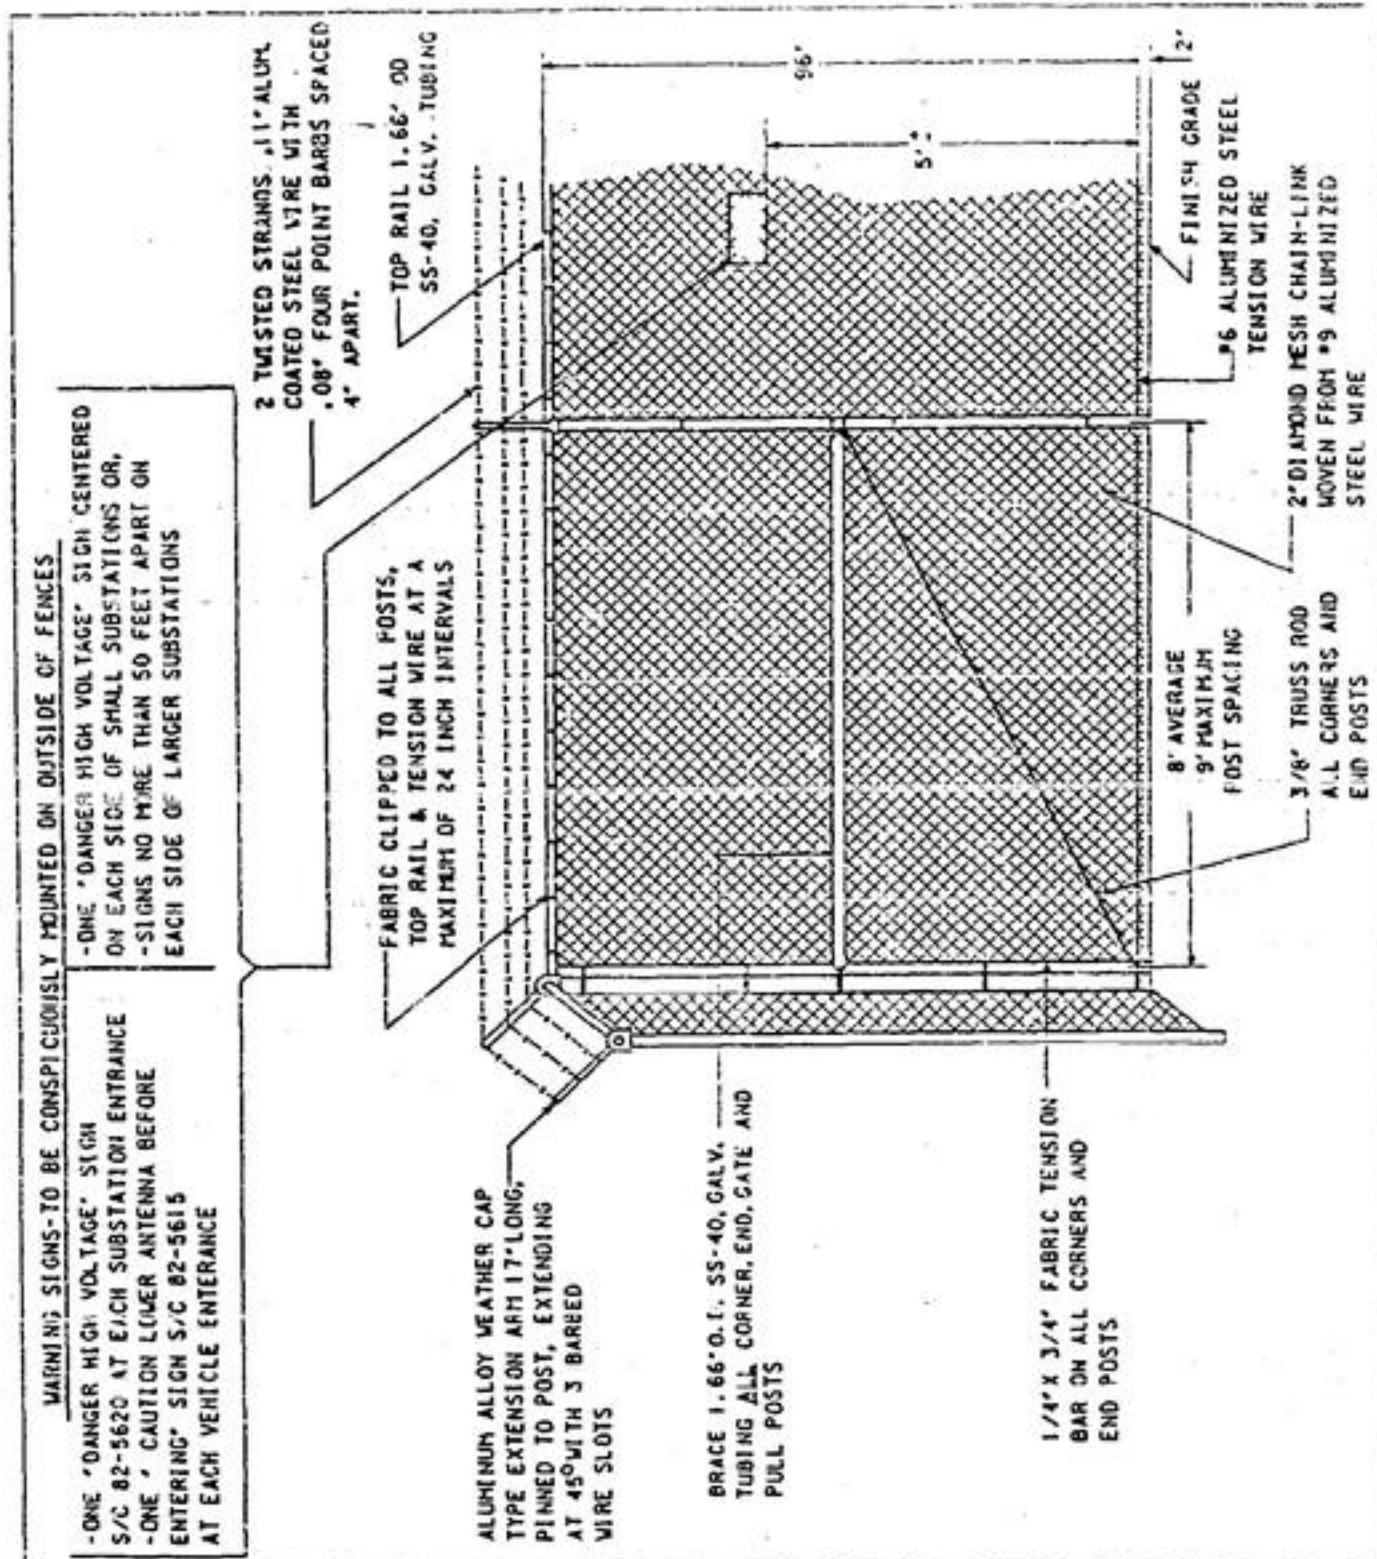 WARNING SIGNS-TO BE CONSPICUOUSLY MOUNTED ON OUTSIDE OF FENCES
-ONE "DANGER HIGH VOLTAGE" SIGN
S/C 82-5620 AT EACH SUBSTATION ENTRANCE
-ONE " CAUTION LOWER ANTENNA BEFORE
ENTERING" SIGN S/C 82-5615
AT EACH VEHICLE ENTERANCE
-ONE "DANGER HIGH VOLTAGE" SIGN CENTERED
ON EACH SIDE OF SMALL SUBSTATIONS OR,
-SIGNS NO MORE THAN 50 FEET APART ON
EACH SIDE OF LARGER SUBSTATIONS
2 TWISTED STRANDS .11" ALUM.
COATED STEEL WIRE WITH
.08" FOUR POINT BARBS SPACED
4" APART.
TOP RAIL 1.66" OD
SS-40, GALV. TUBING
FABRIC CLIPPED TO ALL POSTS,
TOP RAIL & TENSION WIRE AT A
MAXIMUM OF 24 INCH INTERVALS
ALUMINUM ALLOY WEATHER CAP
TYPE EXTENSION ARM 17" LONG,
PINNED TO POST, EXTENDING
AT 45° WITH 3 BARBED
WIRE SLOTS
96"
5' ±
2"
BRACE 1.66" O.D. SS-40, GALV.
TUBING ALL CORNER, END, GATE AND
PULL POSTS
8' AVERAGE
9' MAXIMUM
POST SPACING
FINISH GRADE
#6 ALUMINIZED STEEL
TENSION WIRE
1/4" X 3/4" FABRIC TENSION
BAR ON ALL CORNERS AND
END POSTS
3/8" TRUSS ROD
ALL CORNERS AND
END POSTS
2" DIAMOND MESH CHAIN-LINK
WOVEN FROM #9 ALUMINIZED
STEEL WIRE